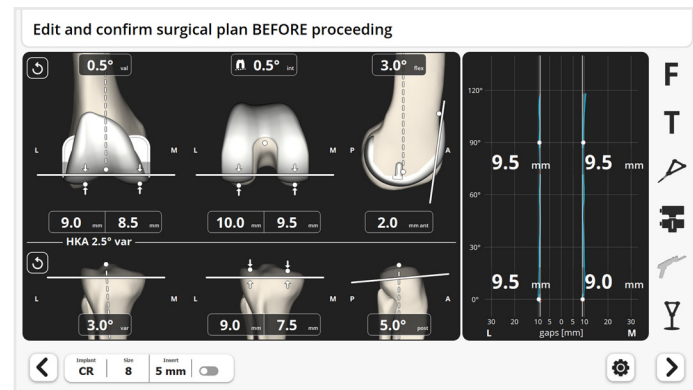 Edit and confirm surgical plan BEFORE proceeding
0.5° val
0.5° int
3.0° flex
L M
L M
P A
9.0 mm 8.5 mm
10.0 mm 9.5 mm
2.0 mm ant
HKA 2.5° var
L M
L M
P A
3.0° var
9.0 mm 7.5 mm
5.0° post
120°
90°
9.5 mm 9.5 mm
60°
30°
9.5 mm 9.0 mm
0°
30 20 10 5 0 5 10 20 30
L gaps [mm] M
F
T
Implant Size Insert
CR 8 5 mm